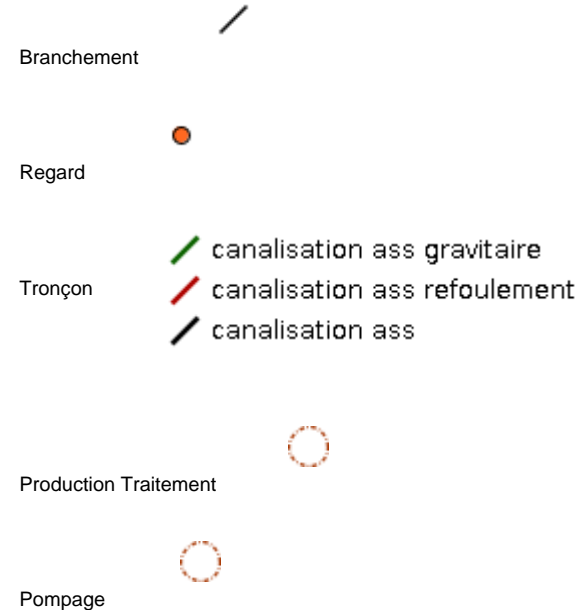 Branchement
Regard
canalisation ass gravitaire
Tronçon
canalisation ass refoulement
canalisation ass
Production Traitement
Pompage